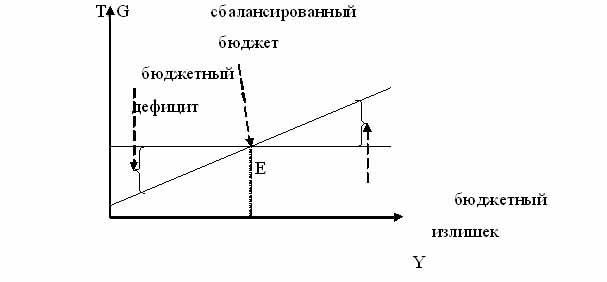 T G
сбалансированный
бюджет
бюджетный
дефицит
E
бюджетный
излишек
Y